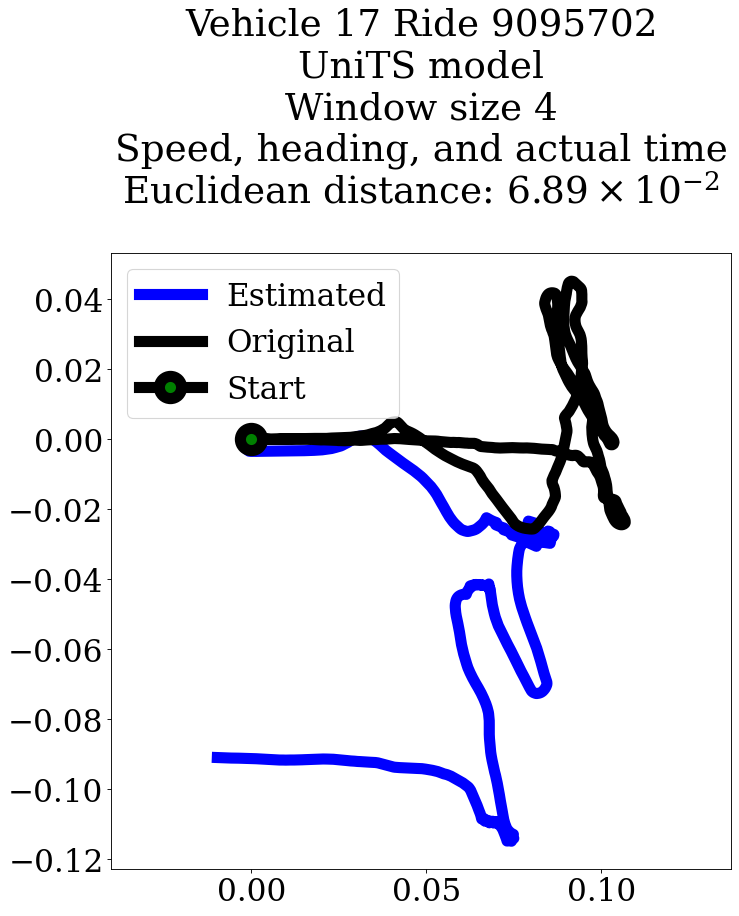 Vehicle 17 Ride 9095702
UniTS model
Window size 4
Speed, heading, and actual time
Euclidean distance: 6.89 × 10⁻²
Estimated
Original
Start
0.04
0.02
0.00
−0.02
−0.04
−0.06
−0.08
−0.10
−0.12
0.00 0.05 0.10